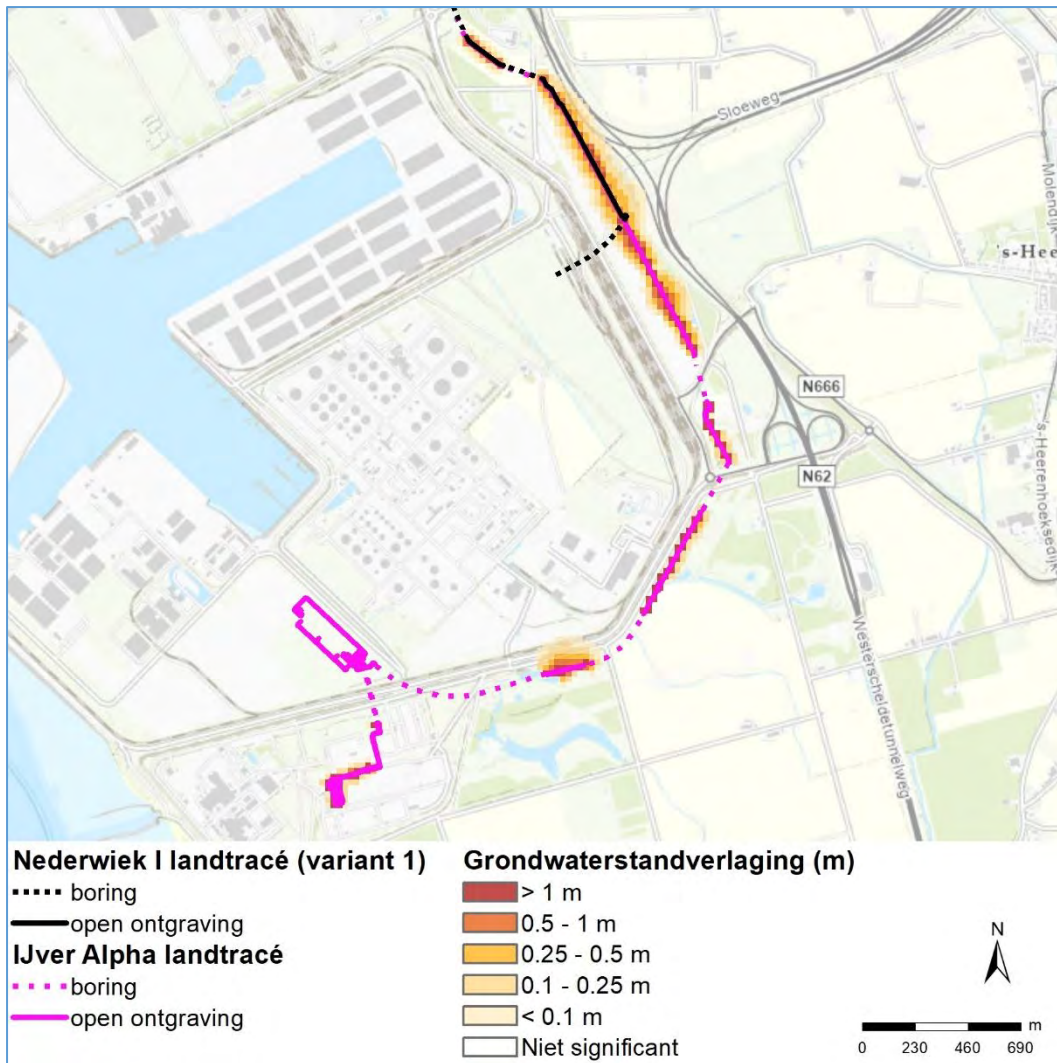 Sloeweg
Molendijk
's-Hee
N666
N62
's-Heerenhoeksedijk
Westerscheldetunnelweg
Nederwiek I landtracé (variant 1)
boring
open ontgraving
IJver Alpha landtracé
boring
open ontgraving
Grondwaterstandverlaging (m)
> 1 m
0.5 - 1 m
0.25 - 0.5 m
0.1 - 0.25 m
< 0.1 m
Niet significant
N
m
0 230 460 690